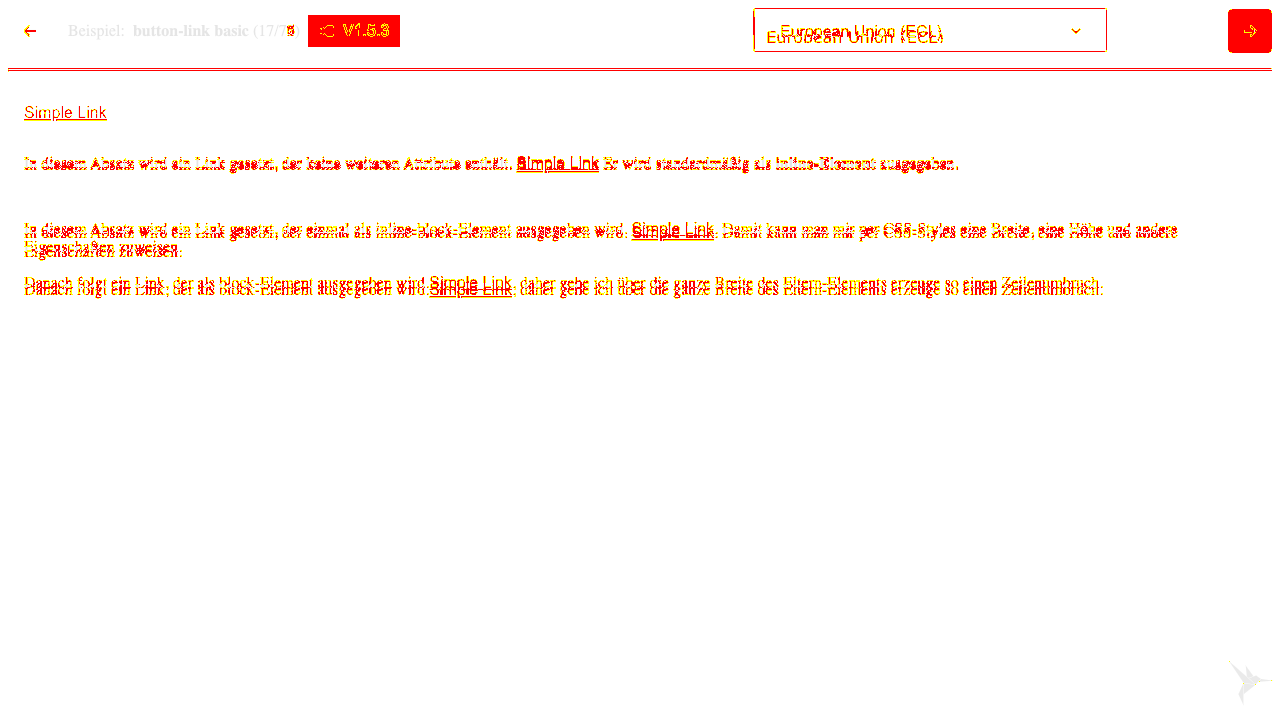 Beispiel: button-link basic (17/ V1.5.3 European Union (ECL)
Simple Link
In diesem Absatz wird ein Link gesetzt, der keine weiteren Attribute enthält. Simple Link Er wird standardmäßig als Inline-Element ausgegeben.
In diesem Absatz wird ein Link gesetzt, der einmal als inline-block-Element ausgegeben wird. Simple Link. Damit kann man mir per CSS-Styles eine Breite, eine Höhe und andere
Eigenschaften zuweisen.
Danach folgt ein Link, der als block-Element ausgegeben wird Simple Link, daher gehe ich über die ganze Breite des Eltern-Elements erzeuge so einen Zeilenumbruch.